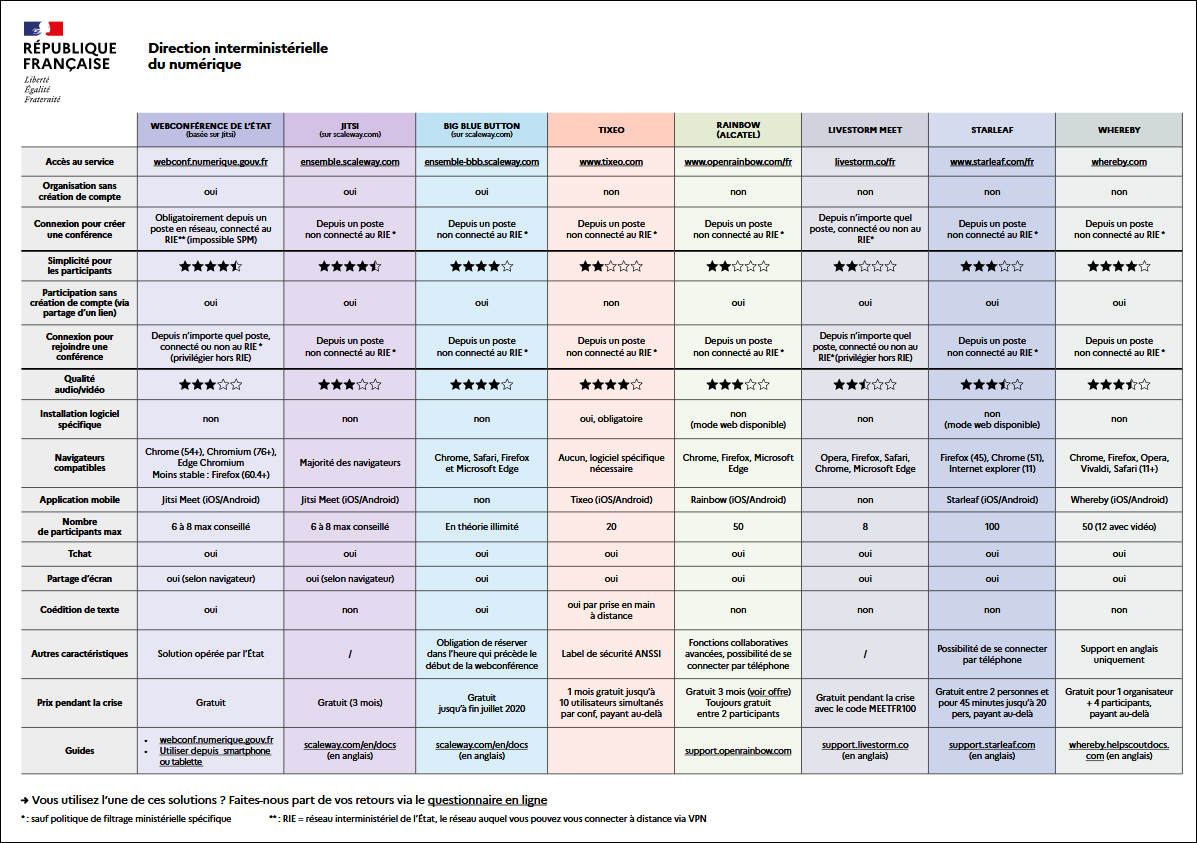 RÉPUBLIQUE
FRANÇAISE
Liberté
Égalité
Fraternité
Direction interministérielle
du numérique
WEBCONFÉRENCE DE L'ÉTAT
(basée sur Jitsi)
JITSI
(sur scaleway.com)
BIG BLUE BUTTON
(sur scaleway.com)
TIXEO
RAINBOW
(ALCATEL)
LIVESTORM MEET
STARLEAF
WHEREBY
Accès au service
webconf.numerique.gouv.fr
ensemble.scaleway.com
ensemble-bbb.scaleway.com
www.tixeo.com
www.openrainbow.com/fr
livestorm.co/fr
www.starleaf.com/fr
whereby.com
Organisation sans
création de compte
oui
oui
oui
non
non
non
non
non
Connexion pour créer
une conférence
Obligatoirement depuis un
poste en réseau, connecté au
RIE** (impossible SPM)
Depuis un poste
non connecté au RIE *
Depuis un poste
non connecté au RIE *
Depuis un poste
non connecté au RIE *
Depuis un poste
non connecté au RIE *
Depuis n'importe quel
poste, connecté ou non au
RIE*
Depuis un poste
non connecté au RIE *
Depuis un poste
non connecté au RIE *
Simplicité pour
les participants
Participation sans
création de compte (via
partage d'un lien)
oui
oui
oui
non
oui
oui
oui
oui
Connexion pour
rejoindre une
conférence
Depuis n'importe quel poste,
connecté ou non au RIE *
(privilégier hors RIE)
Depuis un poste
non connecté au RIE *
Depuis un poste
non connecté au RIE *
Depuis un poste
non connecté au RIE *
Depuis un poste
non connecté au RIE *
Depuis n'importe quel
poste, connecté ou non au
RIE*(privilégier hors RIE)
Depuis un poste
non connecté au RIE *
Depuis un poste
non connecté au RIE *
Qualité
audio/vidéo
Installation logiciel
spécifique
non
non
non
oui, obligatoire
non
(mode web disponible)
non
non
(mode web disponible)
non
Navigateurs
compatibles
Chrome (54+), Chromium (76+),
Edge Chromium
Moins stable : Firefox (60.4+)
Majorité des navigateurs
Chrome, Safari, Firefox
et Microsoft Edge
Aucun, logiciel spécifique
nécessaire
Chrome, Firefox, Microsoft
Edge
Opera, Firefox, Safari,
Chrome, Microsoft Edge
Firefox (45), Chrome (51),
Internet explorer (11)
Chrome, Firefox, Opera,
Vivaldi, Safari (11+)
Application mobile
Jitsi Meet (iOS/Android)
Jitsi Meet (iOS/Android)
non
Tixeo (iOS/Android)
Rainbow (iOS/Android)
non
Starleaf (iOS/Android)
Whereby (iOS/Android)
Nombre
de participants max
6 à 8 max conseillé
6 à 8 max conseillé
En théorie illimité
20
50
8
100
50 (12 avec vidéo)
Tchat
oui
oui
oui
oui
oui
oui
oui
oui
Partage d'écran
oui (selon navigateur)
oui (selon navigateur)
oui
oui
oui
oui
oui
oui
Coédition de texte
oui
non
oui
oui par prise en main
à distance
non
non
non
non
Autres caractéristiques
Solution opérée par l'État
/
Obligation de réserver
dans l'heure qui précède le
début de la webconférence
Label de sécurité ANSSI
Fonctions collaboratives
avancées, possibilité de se
connecter par téléphone
/
Possibilité de se connecter
par téléphone
Support en anglais
uniquement
Prix pendant la crise
Gratuit
Gratuit (3 mois)
Gratuit
jusqu'à fin juillet 2020
1 mois gratuit jusqu'à
10 utilisateurs simultanés
par conf, payant au-delà
Gratuit 3 mois (voir offre)
Toujours gratuit
entre 2 participants
Gratuit pendant la crise
avec le code MEETFR100
Gratuit entre 2 personnes et
pour 45 minutes jusqu'à 20
pers, payant au-delà
Gratuit pour 1 organisateur
+ 4 participants,
payant au-delà
Guides
• webconf.numerique.gouv.fr
• Utiliser depuis smartphone
ou tablette
scaleway.com/en/docs
(en anglais)
scaleway.com/en/docs
(en anglais)
support.openrainbow.com
support.livestorm.co
(en anglais)
support.starleaf.com
(en anglais)
whereby.helpscoutdocs.
com (en anglais)
→ Vous utilisez l'une de ces solutions ? Faites-nous part de vos retours via le questionnaire en ligne
* : sauf politique de filtrage ministérielle spécifique
** : RIE = réseau interministériel de l'État, le réseau auquel vous pouvez vous connecter à distance via VPN